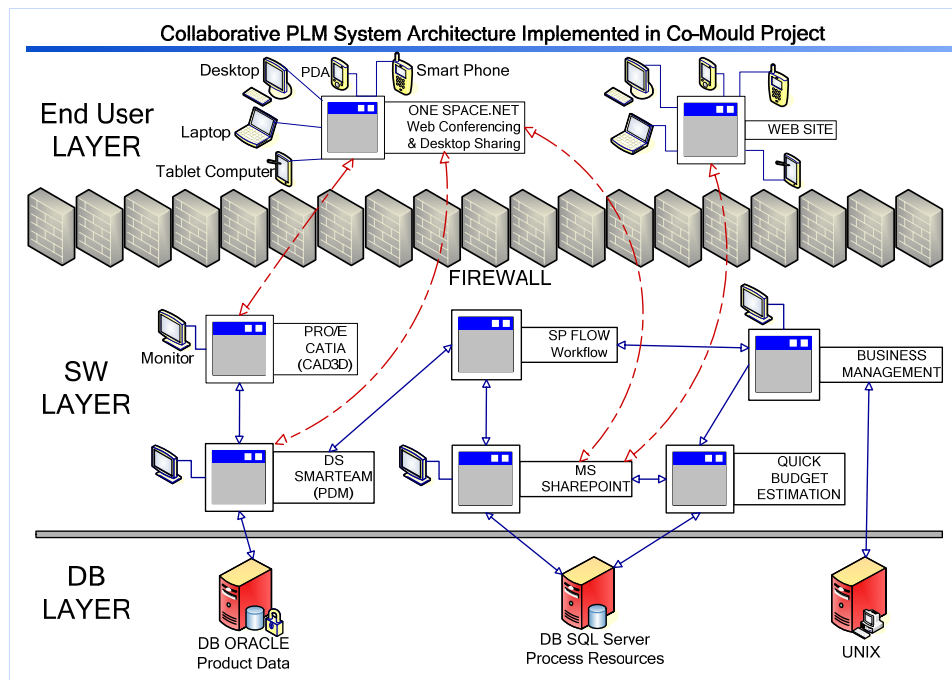 Collaborative PLM System Architecture Implemented in Co-Mould Project
Desktop
PDA
Smart Phone
End User
LAYER
Laptop
Tablet Computer
ONE SPACE.NET
Web Conferencing
& Desktop Sharing
WEB SITE
FIREWALL
SW
LAYER
Monitor
PRO/E
CATIA
(CAD3D)
SP FLOW
Workflow
BUSINESS
MANAGEMENT
DS
SMARTEAM
(PDM)
MS
SHAREPOINT
QUICK
BUDGET
ESTIMATION
DB
LAYER
DB ORACLE
Product Data
DB SQL Server
Process Resources
UNIX